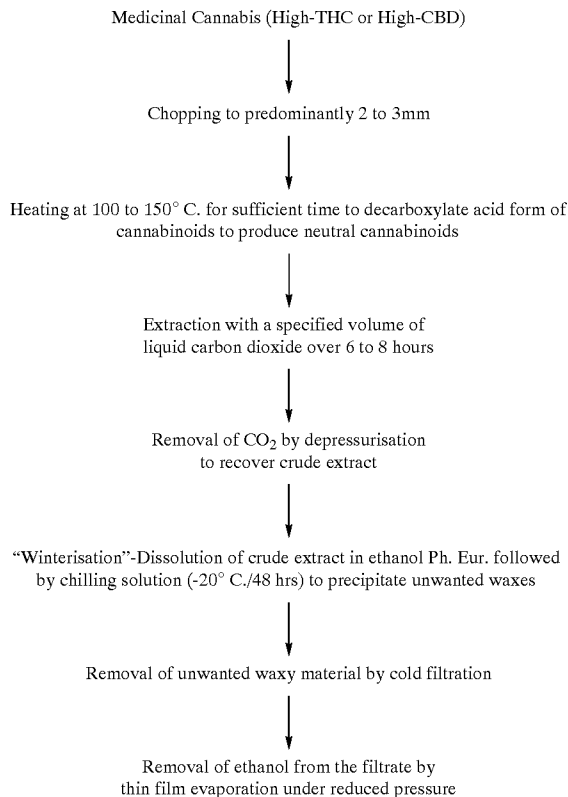 Medicinal Cannabis (High-THC or High-CBD)
Chopping to predominantly 2 to 3mm
Heating at 100 to 150° C. for sufficient time to decarboxylate acid form of
cannabinoids to produce neutral cannabinoids
Extraction with a specified volume of
liquid carbon dioxide over 6 to 8 hours
Removal of CO₂ by depressurisation
to recover crude extract
“Winterisation”-Dissolution of crude extract in ethanol Ph. Eur. followed
by chilling solution (-20° C./48 hrs) to precipitate unwanted waxes
Removal of unwanted waxy material by cold filtration
Removal of ethanol from the filtrate by
thin film evaporation under reduced pressure